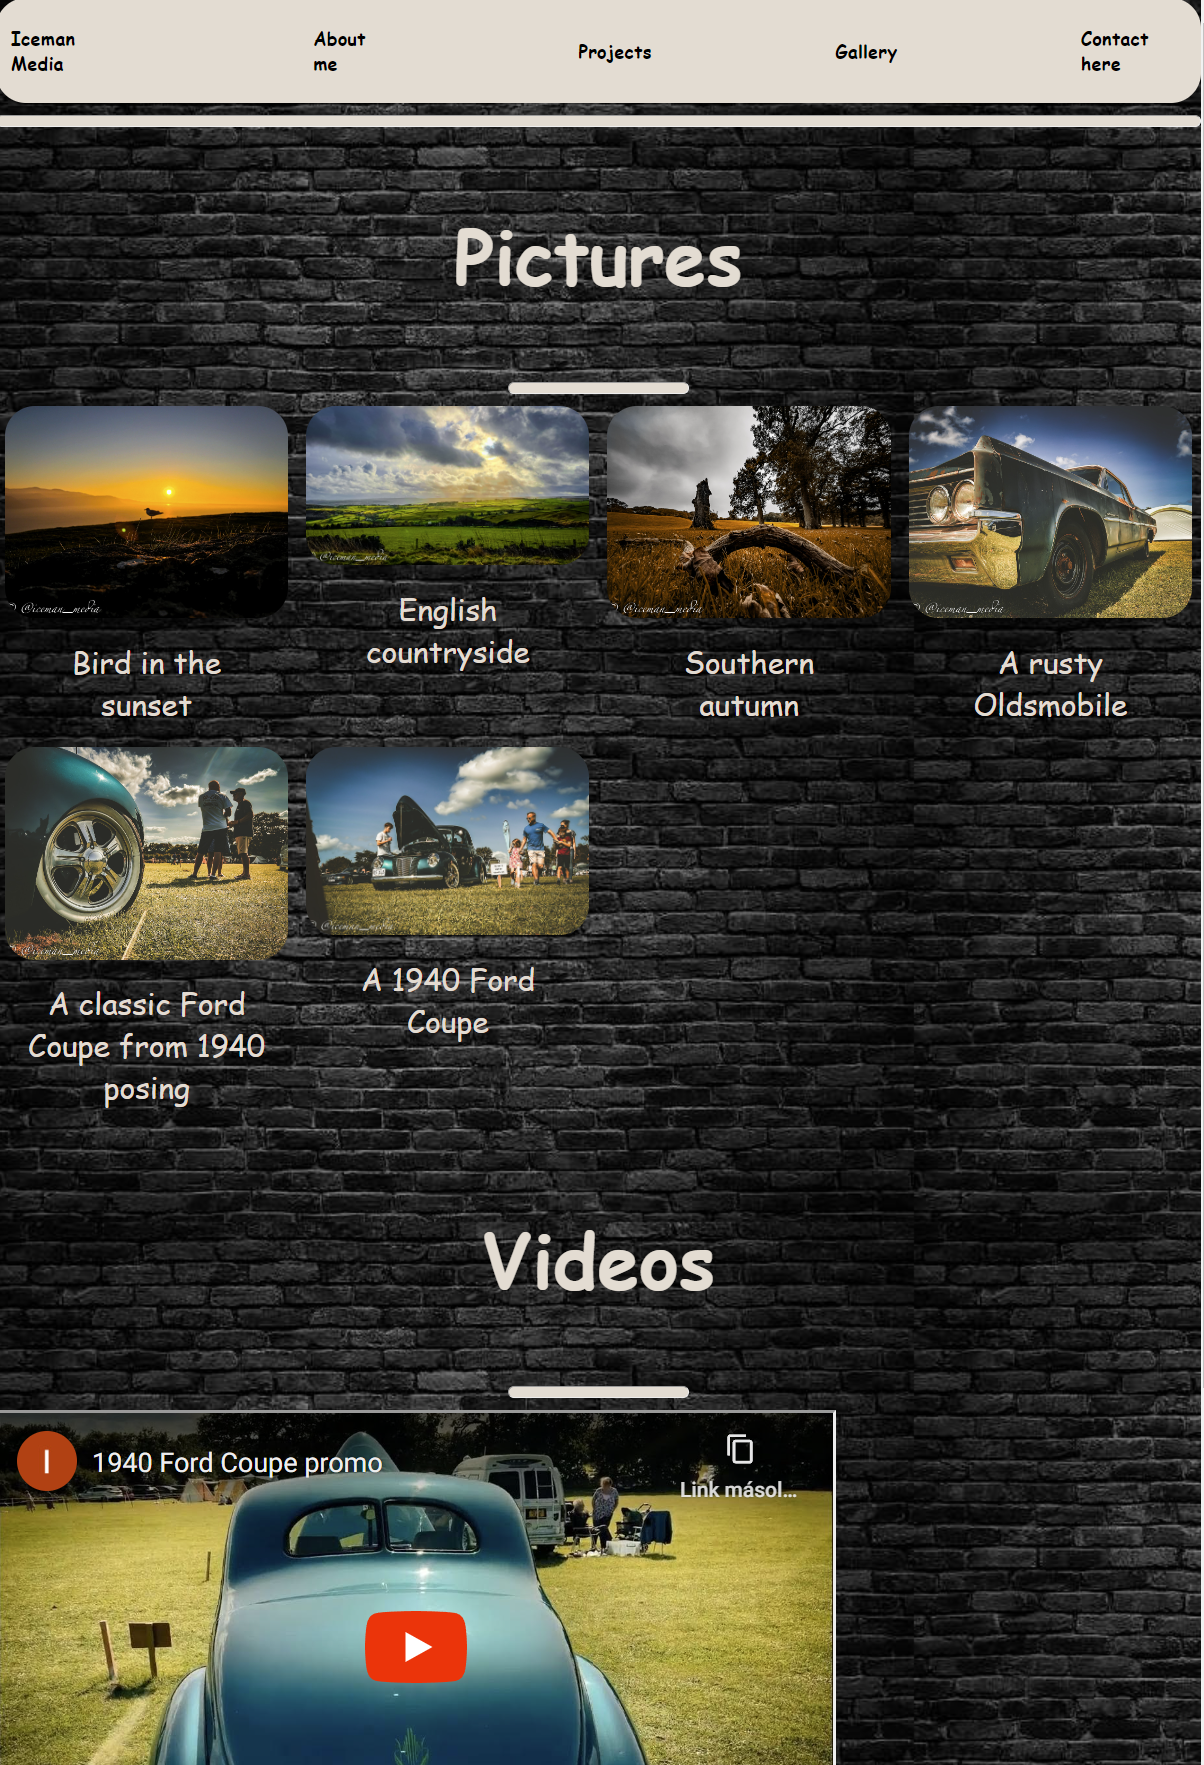 Iceman
Media
About
me
Projects
Gallery
Contact
here
Pictures
@iceman_media
@iceman_media
@iceman_media
@iceman_media
Bird in the
sunset
English
countryside
Southern
autumn
A rusty
Oldsmobile
@iceman_media
@iceman_media
A classic Ford
Coupe from 1940
posing
A 1940 Ford
Coupe
Videos
I
1940 Ford Coupe promo
Link másol...